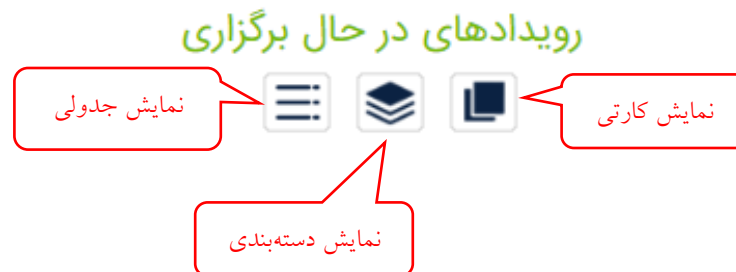 رویدادهای در حال برگزاری
نمایش کارتی
نمایش جدولی
نمایش دسته‌بندی